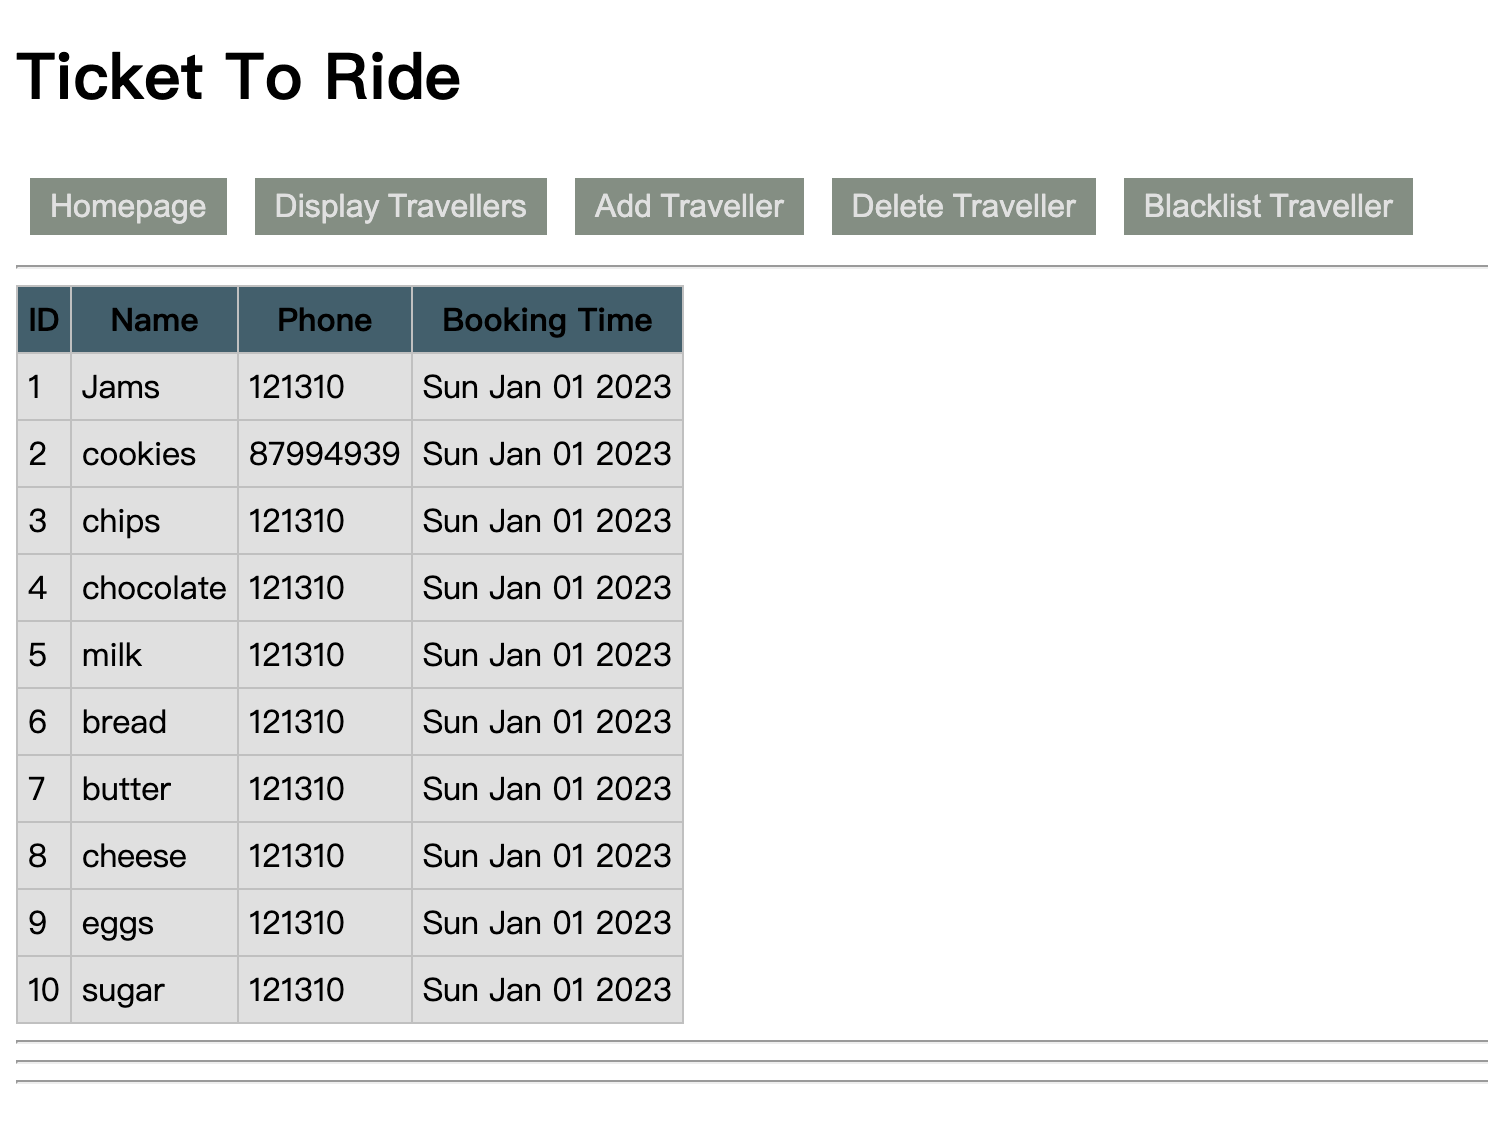 Ticket To Ride
Homepage Display Travellers Add Traveller Delete Traveller Blacklist Traveller
ID Name Phone Booking Time
1 Jams 121310 Sun Jan 01 2023
2 cookies 87994939 Sun Jan 01 2023
3 chips 121310 Sun Jan 01 2023
4 chocolate 121310 Sun Jan 01 2023
5 milk 121310 Sun Jan 01 2023
6 bread 121310 Sun Jan 01 2023
7 butter 121310 Sun Jan 01 2023
8 cheese 121310 Sun Jan 01 2023
9 eggs 121310 Sun Jan 01 2023
10 sugar 121310 Sun Jan 01 2023